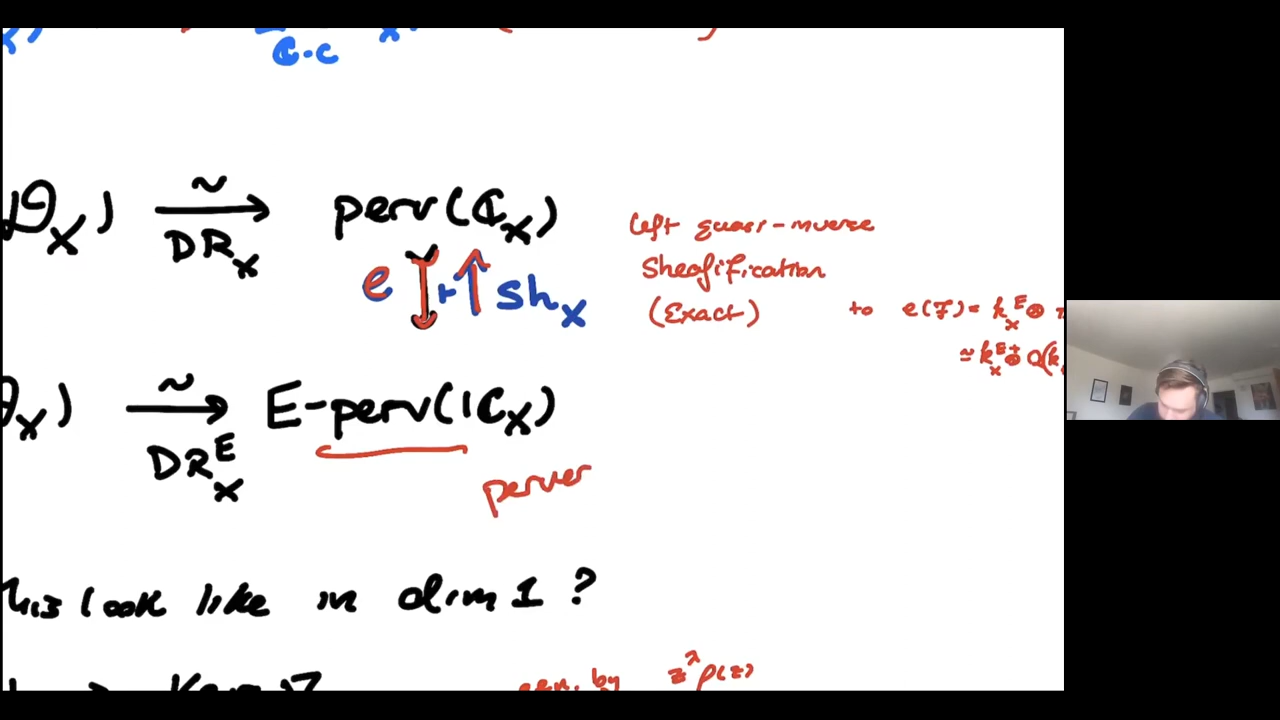 C-c
D_X) ~→ DR_X perv(ℂ_X)
e ⊣ sh_X
left quasi-inverse
Sheafification
(Exact)
to e(F) = k_X^E ⊗
≃ k_X^E ⊗^+ Q(k
D_X) ~→ DR_X^E E-perv(Iℂ_X)
perver
this look like in dim 1 ?
gen. by z^λ ρ(z)